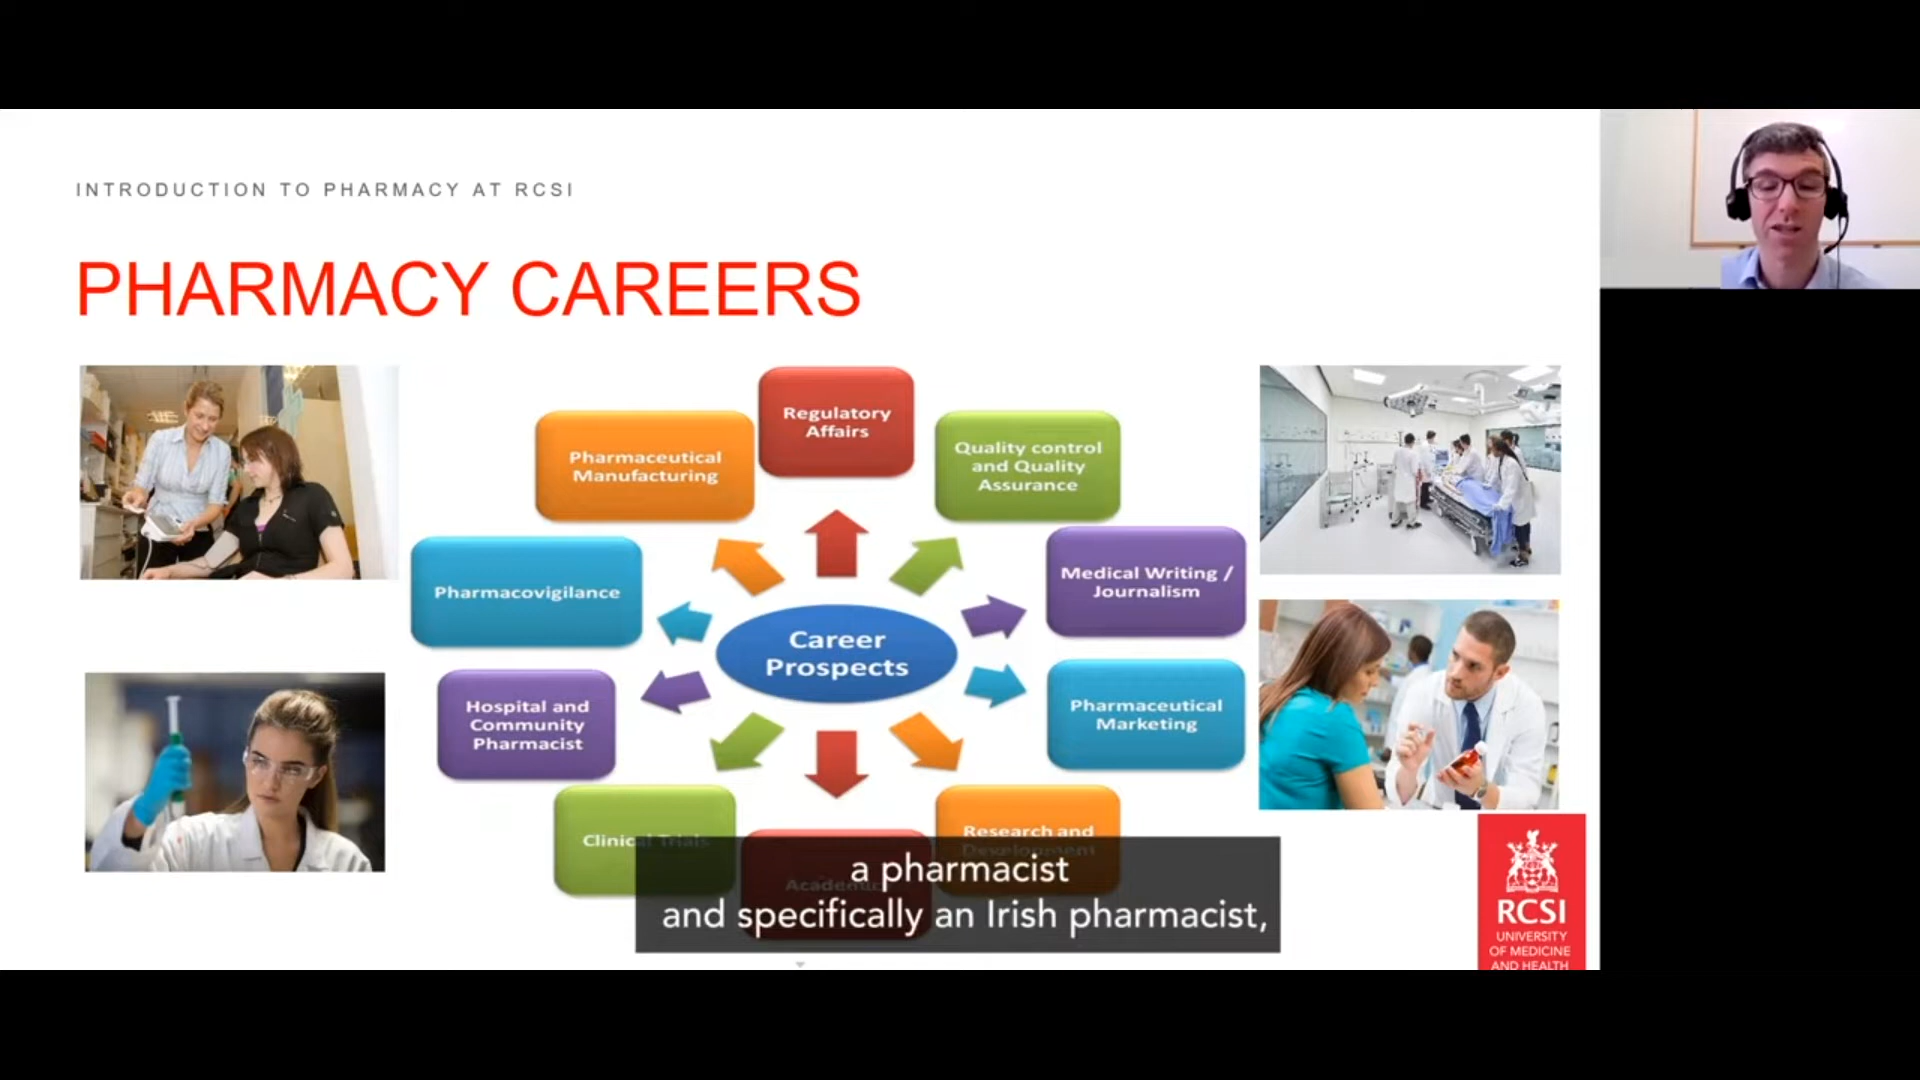 INTRODUCTION TO PHARMACY AT RCSI
PHARMACY CAREERS
Regulatory
Affairs
Pharmaceutical
Manufacturing
Quality control
and Quality
Assurance
Pharmacovigilance
Medical Writing /
Journalism
Career
Prospects
Hospital and
Community
Pharmacist
Pharmaceutical
Marketing
Clinical Trials
Research and
Development
a pharmacist
and specifically an Irish pharmacist,
RCSI
UNIVERSITY
OF MEDICINE
AND HEALTH